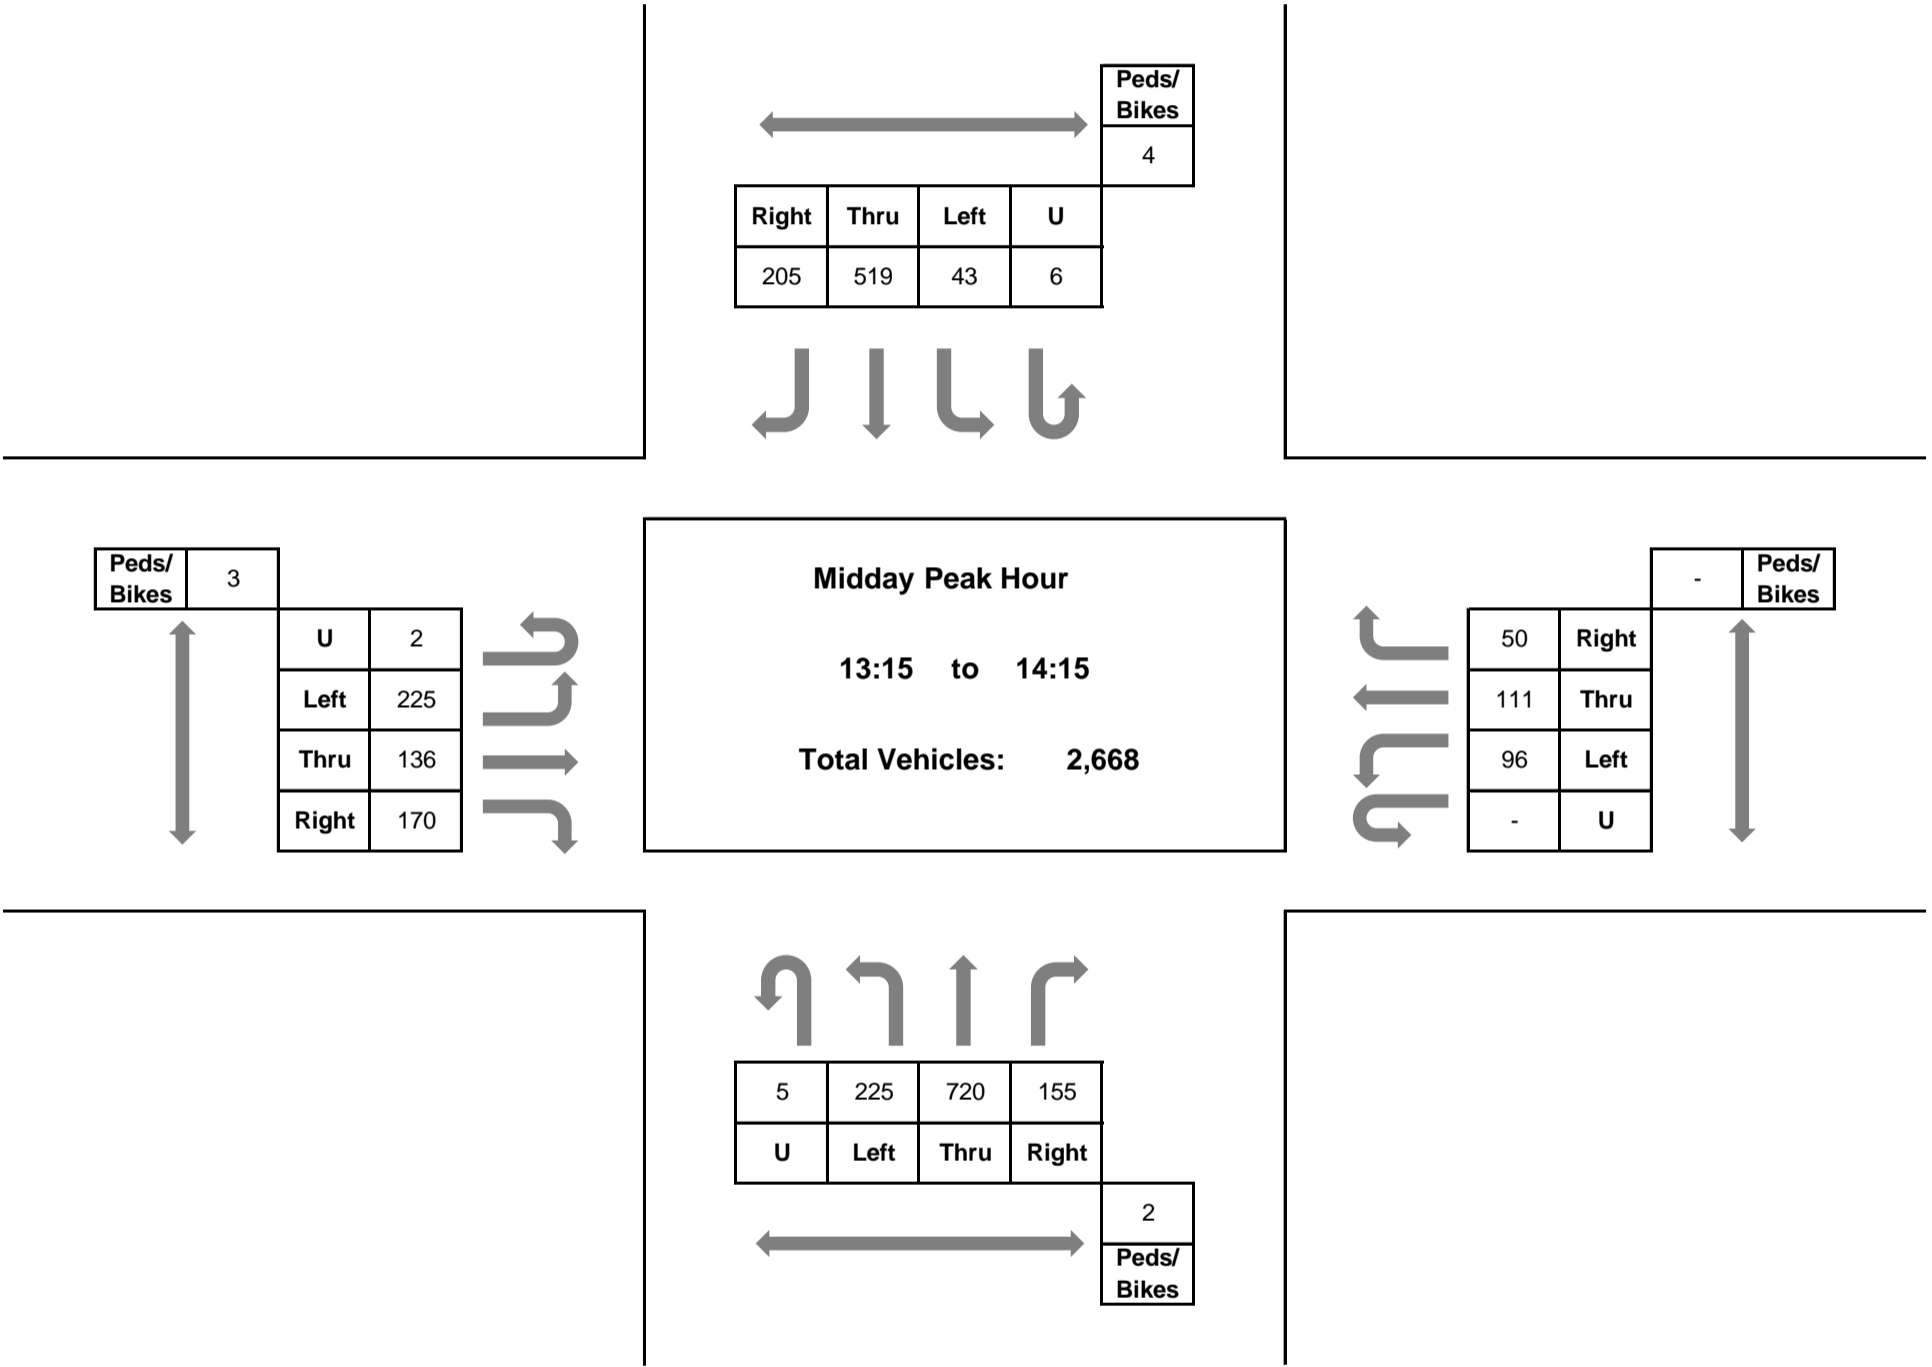 Peds/
Bikes
4
Right Thru Left U
205 519 43 6
Peds/
Bikes
3
U 2
Left 225
Thru 136
Right 170
Midday Peak Hour
13:15 to 14:15
Total Vehicles: 2,668
- Peds/
Bikes
50 Right
111 Thru
96 Left
- U
5 225 720 155
U Left Thru Right
2
Peds/
Bikes